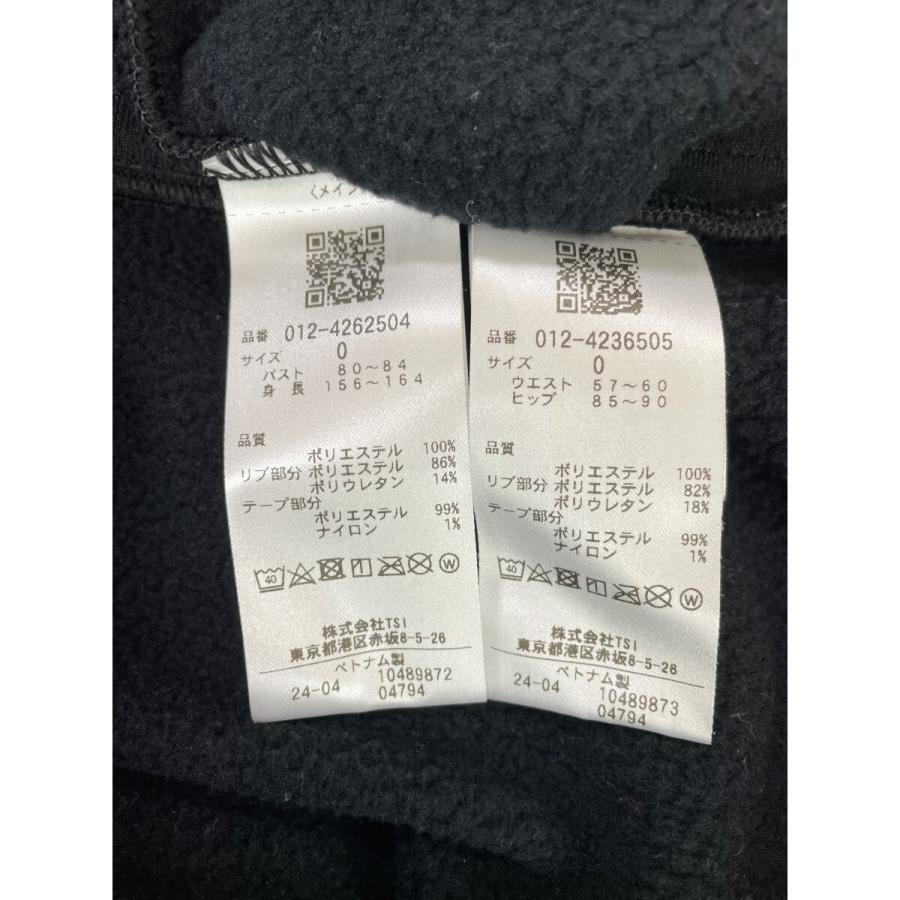 〈メイン
品番 012-4262504
サイズ 0
バスト 80～84
身長 156～164
品質
ポリエステル 100%
リブ部分 ポリエステル 86%
ポリウレタン 14%
テープ部分
ポリエステル 99%
ナイロン 1%
40 W
株式会社TSI
東京都港区赤坂8-5-26
ベトナム製
24-04 10489872
04794
品番 012-4236505
サイズ 0
ウエスト 57～60
ヒップ 85～90
品質
ポリエステル 100%
リブ部分 ポリエステル 82%
ポリウレタン 18%
テープ部分
ポリエステル 99%
ナイロン 1%
40 W
株式会社TSI
東京都港区赤坂8-5-26
ベトナム製
24-04 10489873
04794